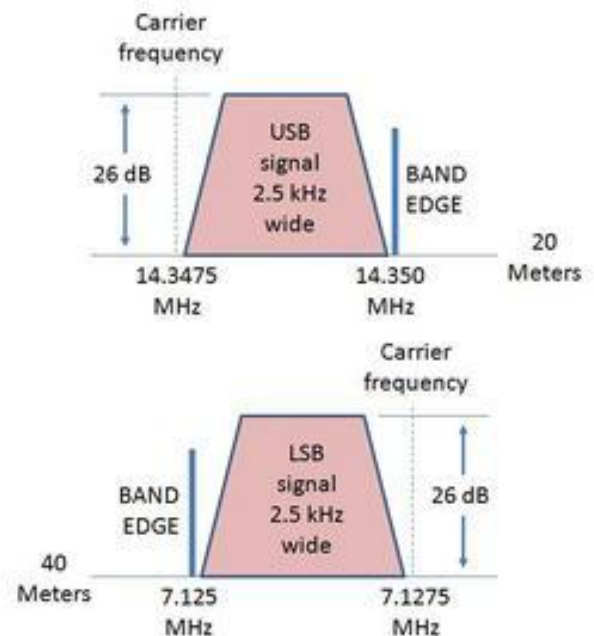 Carrier
frequency
26 dB
USB
signal
2.5 kHz
wide
BAND
EDGE
20
Meters
14.3475
MHz
14.350
MHz
Carrier
frequency
BAND
EDGE
LSB
signal
2.5 kHz
wide
26 dB
40
Meters
7.125
MHz
7.1275
MHz